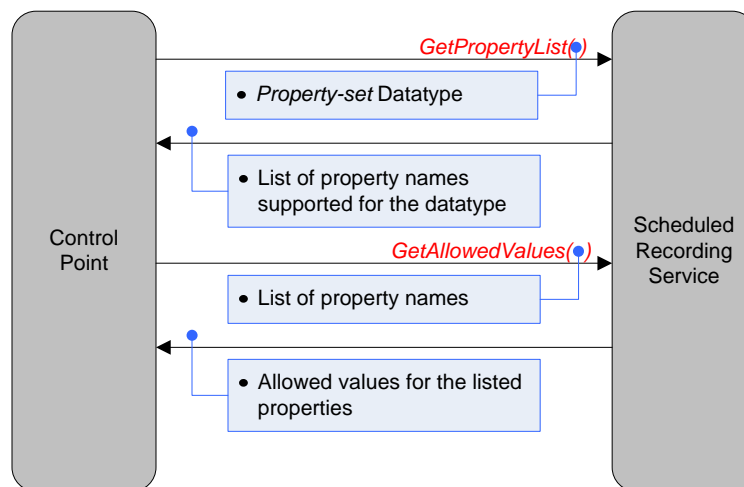 GetPropertyList( )
• Property-set Datatype
• List of property names
supported for the datatype
Control
Point
Scheduled
Recording
Service
GetAllowedValues( )
• List of property names
• Allowed values for the listed
properties